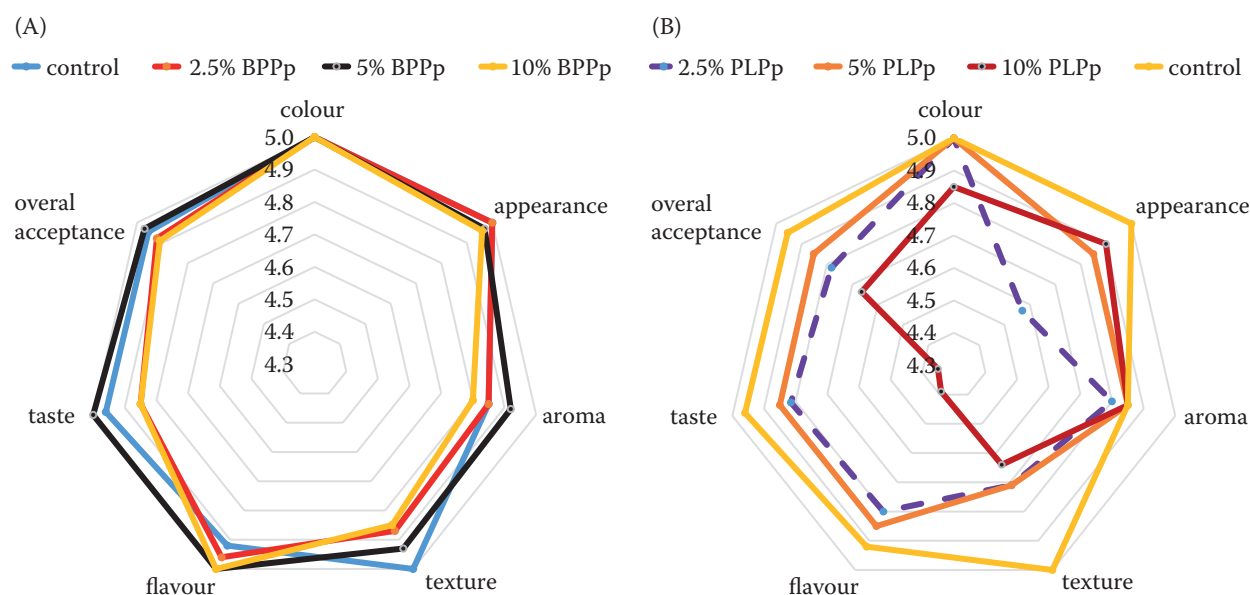 (A)
control 2.5% BPPp 5% BPPp 10% BPPp
colour
5.0
4.9
4.8
4.7
4.6
4.5
4.4
4.3
appearance
aroma
texture
flavour
taste
overal
acceptance
(B)
2.5% PLPp 5% PLPp 10% PLPp control
colour
5.0
4.9
4.8
4.7
4.6
4.5
4.4
4.3
appearance
aroma
texture
flavour
taste
overal
acceptance